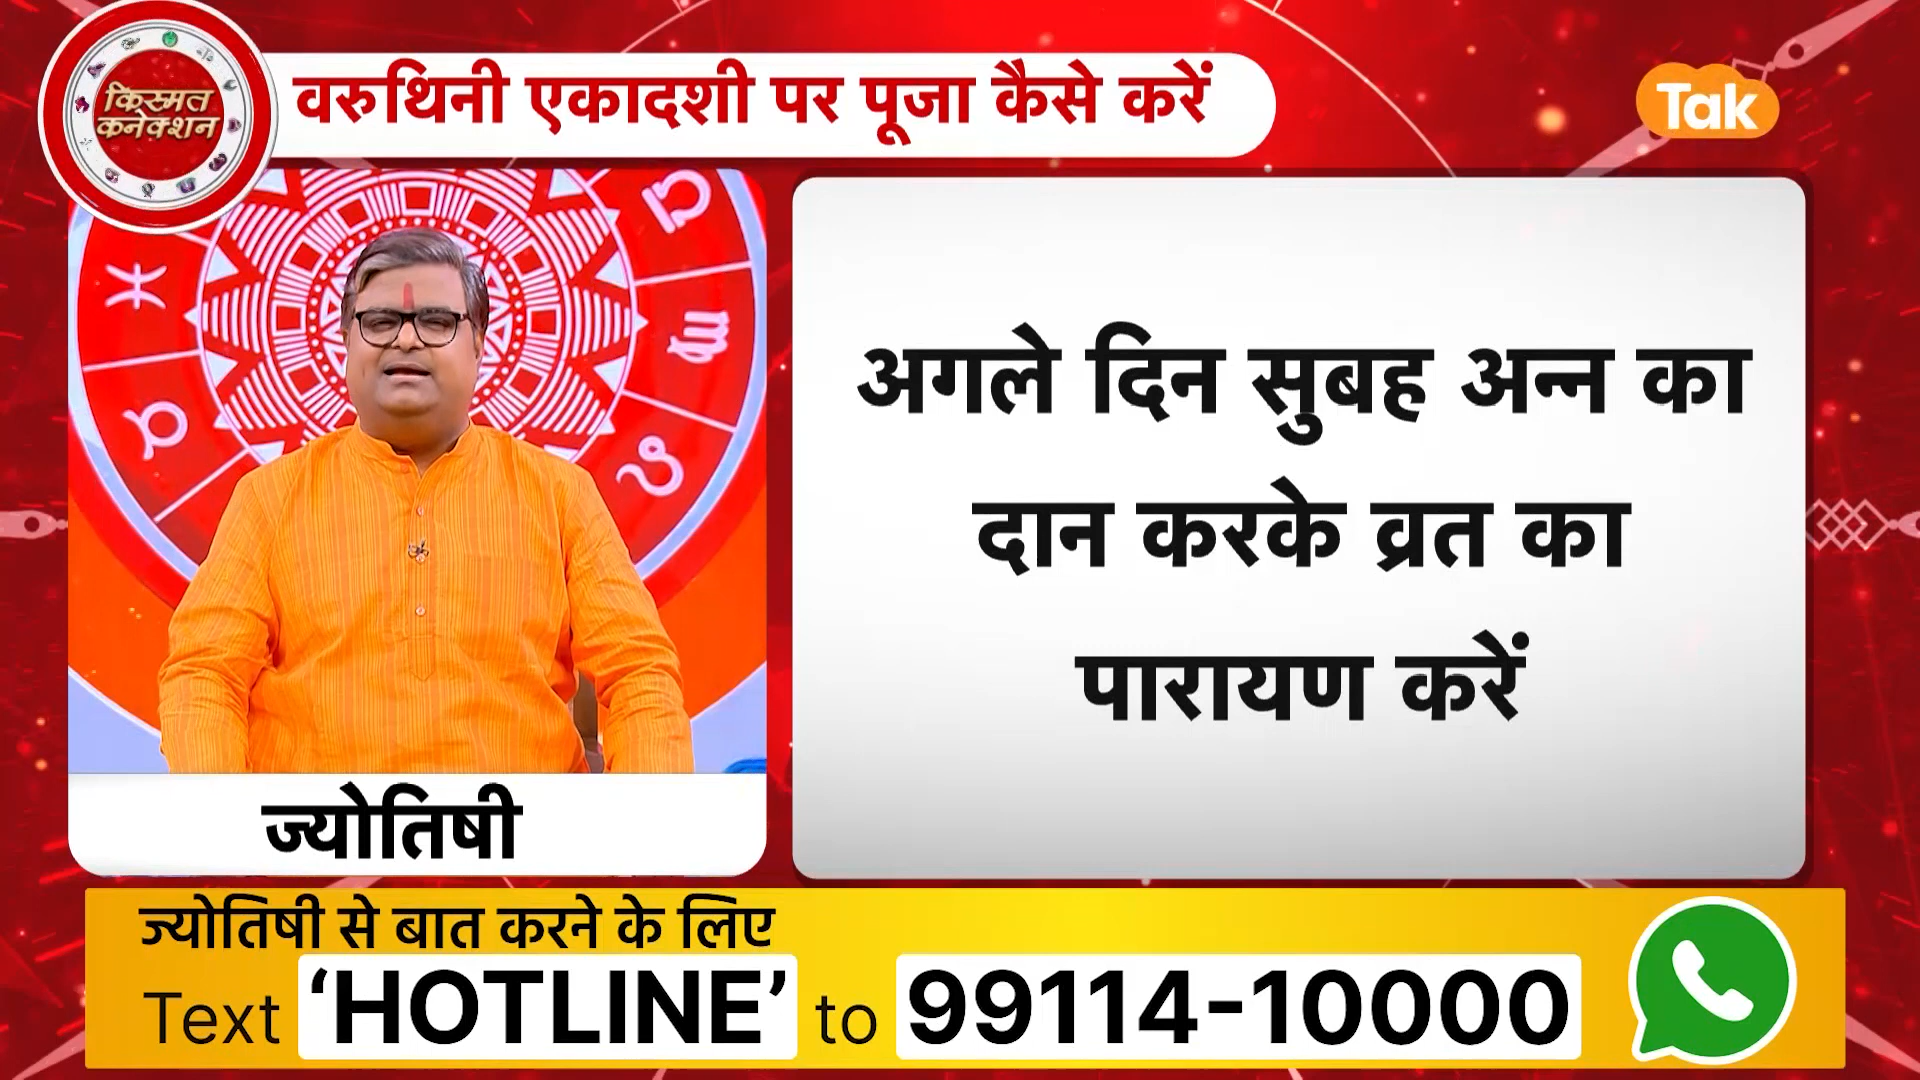 किस्मत
कनेक्शन
वरुथिनी एकादशी पर पूजा कैसे करें
Tak
अगले दिन सुबह अन्न का
दान करके व्रत का
पारायण करें
ज्योतिषी
ज्योतिषी से बात करने के लिए
Text ‘HOTLINE’ to 99114-10000